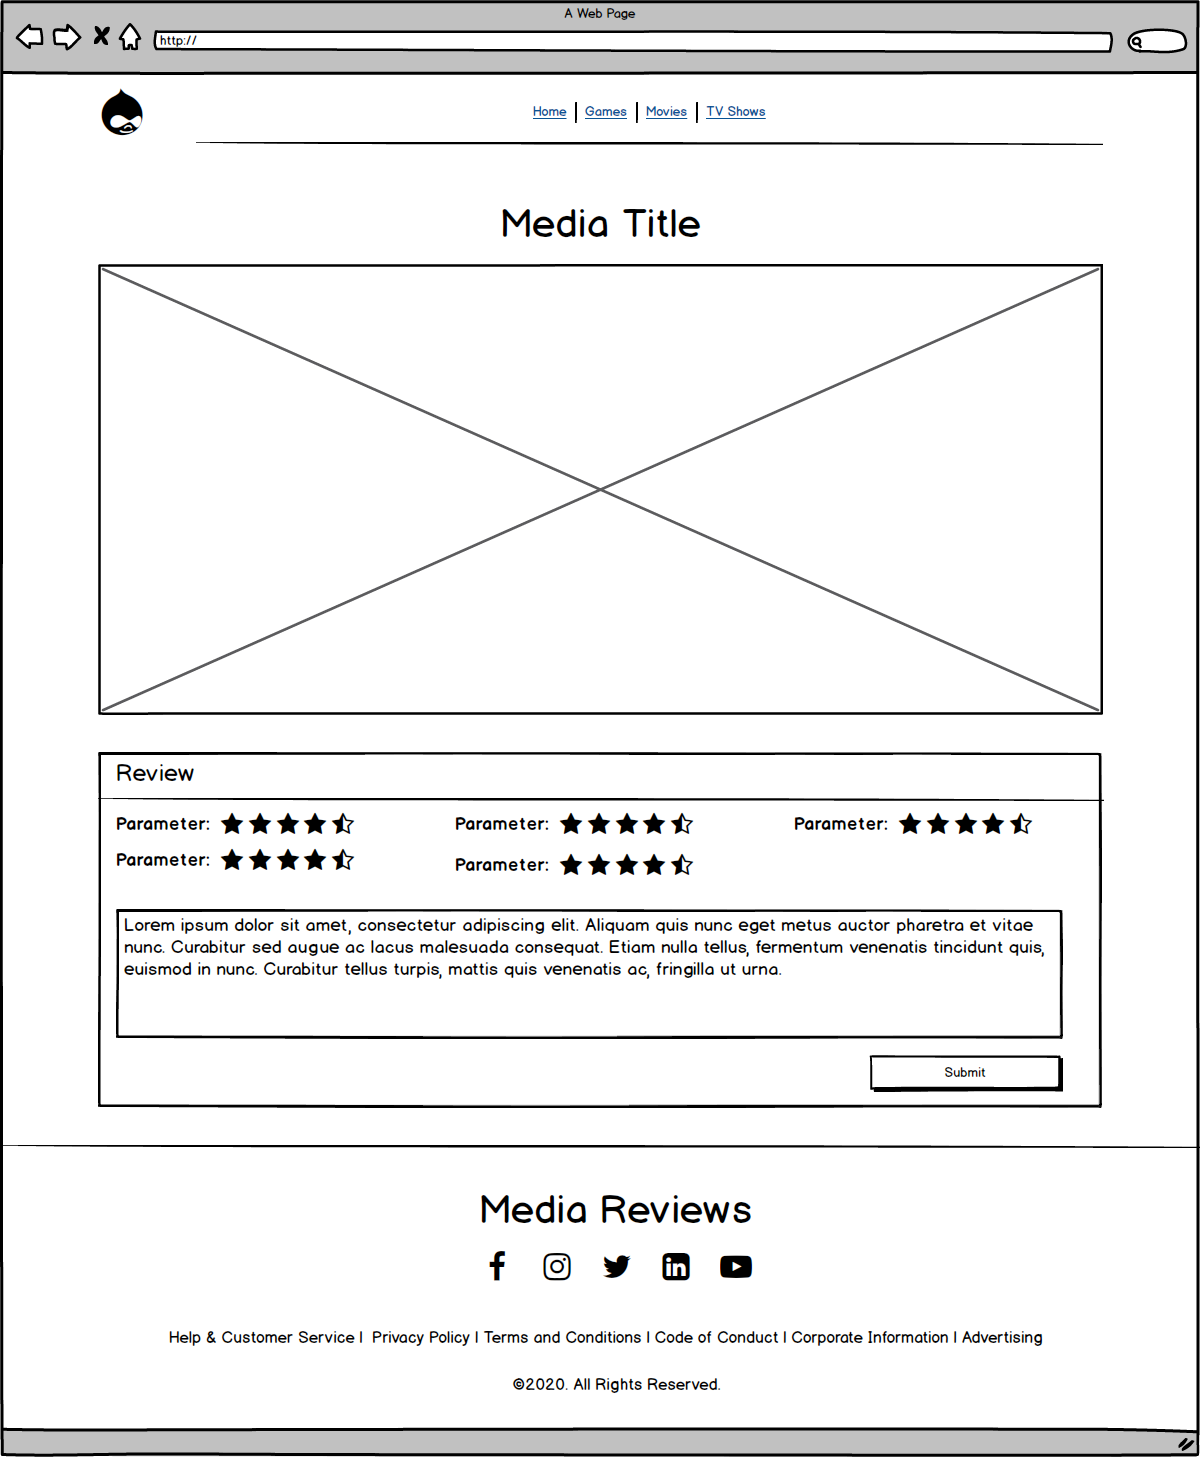 A Web Page
http://
Home | Games | Movies | TV Shows
Media Title
Review
Parameter: Parameter: Parameter:
Parameter: Parameter:
Lorem ipsum dolor sit amet, consectetur adipiscing elit. Aliquam quis nunc eget metus auctor pharetra et vitae
nunc. Curabitur sed augue ac lacus malesuada consequat. Etiam nulla tellus, fermentum venenatis tincidunt quis,
euismod in nunc. Curabitur tellus turpis, mattis quis venenatis ac, fringilla ut urna.
Submit
Media Reviews
Help & Customer Service | Privacy Policy | Terms and Conditions | Code of Conduct | Corporate Information | Advertising
©2020. All Rights Reserved.